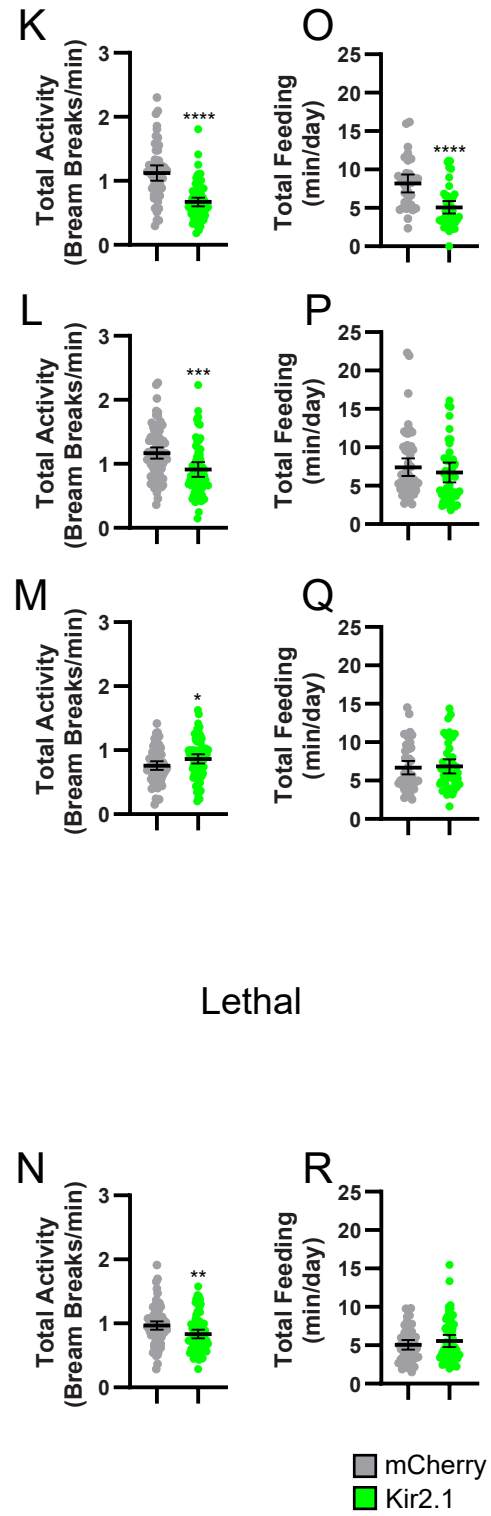 K
Total Activity
(Bream Breaks/min)
3
2
1
0
****
O
Total Feeding
(min/day)
25
20
15
10
5
0
****
L
Total Activity
(Bream Breaks/min)
3
2
1
0
***
P
Total Feeding
(min/day)
25
20
15
10
5
0
M
Total Activity
(Bream Breaks/min)
3
2
1
0
*
Q
Total Feeding
(min/day)
25
20
15
10
5
0
Lethal
N
Total Activity
(Bream Breaks/min)
3
2
1
0
**
R
Total Feeding
(min/day)
25
20
15
10
5
0
mCherry
Kir2.1